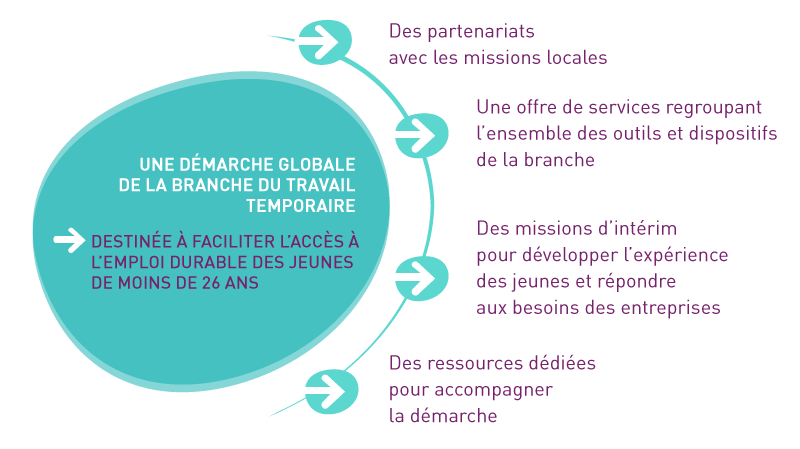 UNE DÉMARCHE GLOBALE
DE LA BRANCHE DU TRAVAIL
TEMPORAIRE
DESTINÉE À FACILITER L'ACCÈS À
L'EMPLOI DURABLE DES JEUNES
DE MOINS DE 26 ANS
Des partenariats
avec les missions locales
Une offre de services regroupant
l'ensemble des outils et dispositifs
de la branche
Des missions d'intérim
pour développer l'expérience
des jeunes et répondre
aux besoins des entreprises
Des ressources dédiées
pour accompagner
la démarche